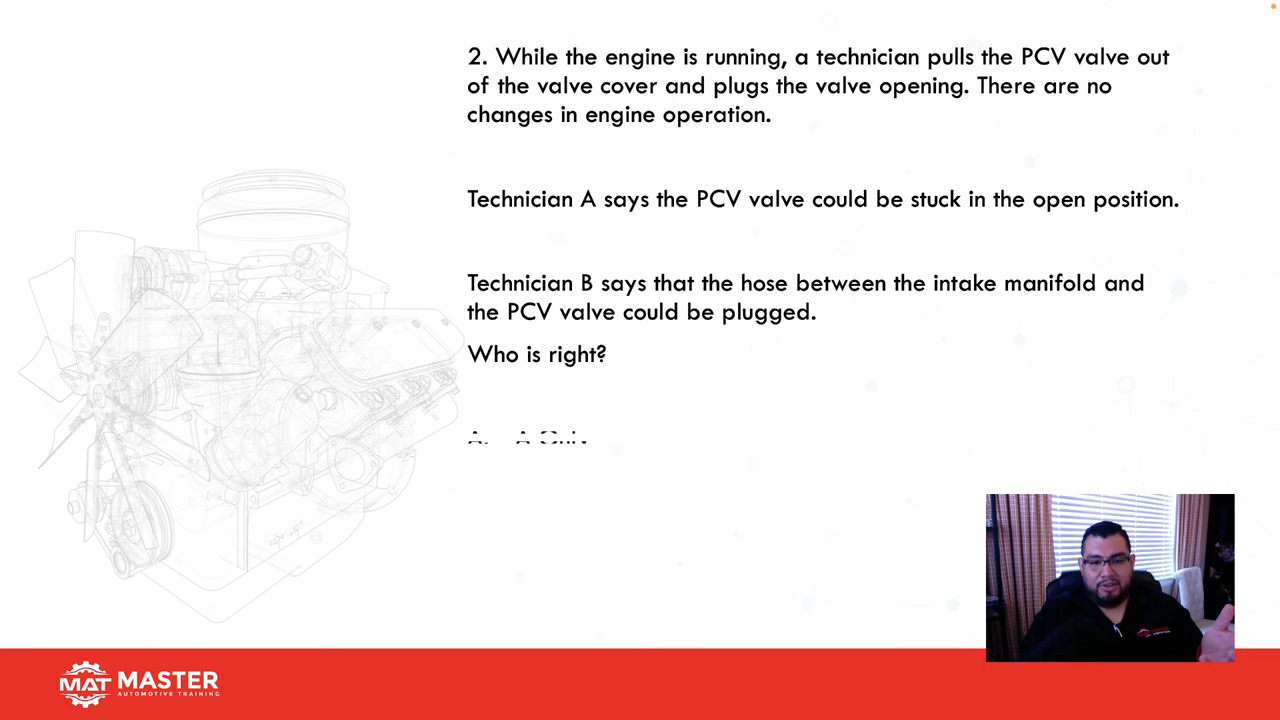 2. While the engine is running, a technician pulls the PCV valve out
of the valve cover and plugs the valve opening. There are no
changes in engine operation.
Technician A says the PCV valve could be stuck in the open position.
Technician B says that the hose between the intake manifold and
the PCV valve could be plugged.
Who is right?
MAT MASTER
AUTOMOTIVE TRAINING